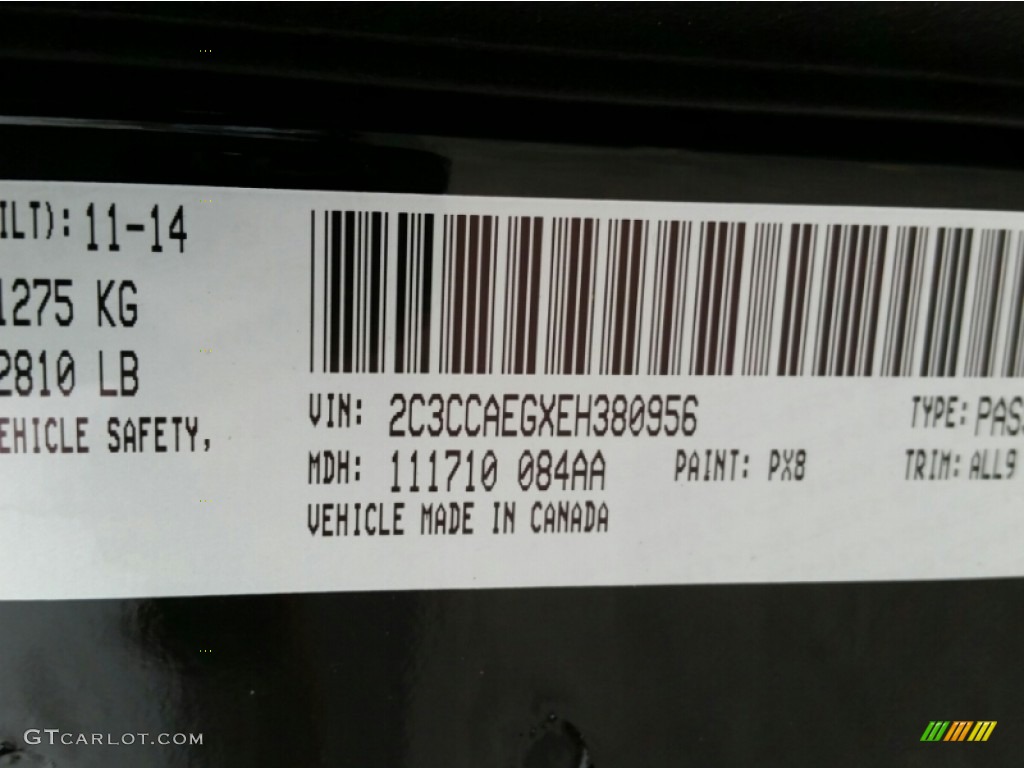 ILT): 11-14
1275 KG
2810 LB
EHICLE SAFETY,
VIN: 2C3CCAEGXEH380956
TYPE: PAS
MDH: 111710 084AA
PAINT: PX8
TRIM: ALL9
VEHICLE MADE IN CANADA
GTCARLOT.COM